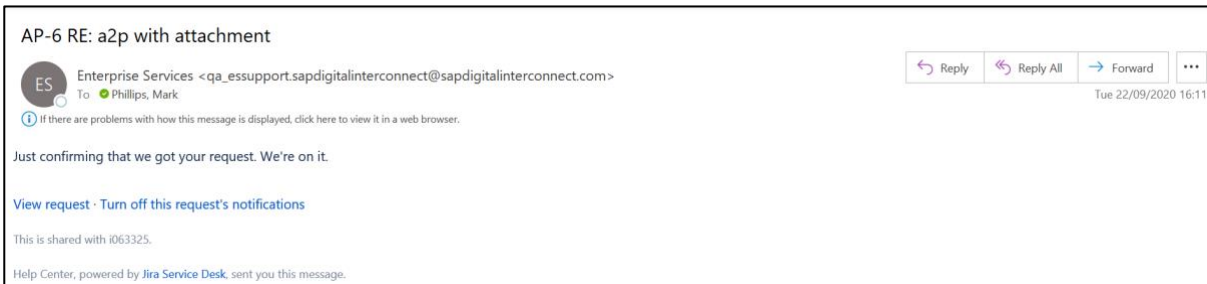 AP-6 RE: a2p with attachment
ES
Enterprise Services <qa_essupport.sapdigitalinterconnect@sapdigitalinterconnect.com>
To Phillips, Mark
Reply
Reply All
Forward
...
Tue 22/09/2020 16:11
If there are problems with how this message is displayed, click here to view it in a web browser.
Just confirming that we got your request. We're on it.
View request · Turn off this request's notifications
This is shared with i063325.
Help Center, powered by Jira Service Desk, sent you this message.